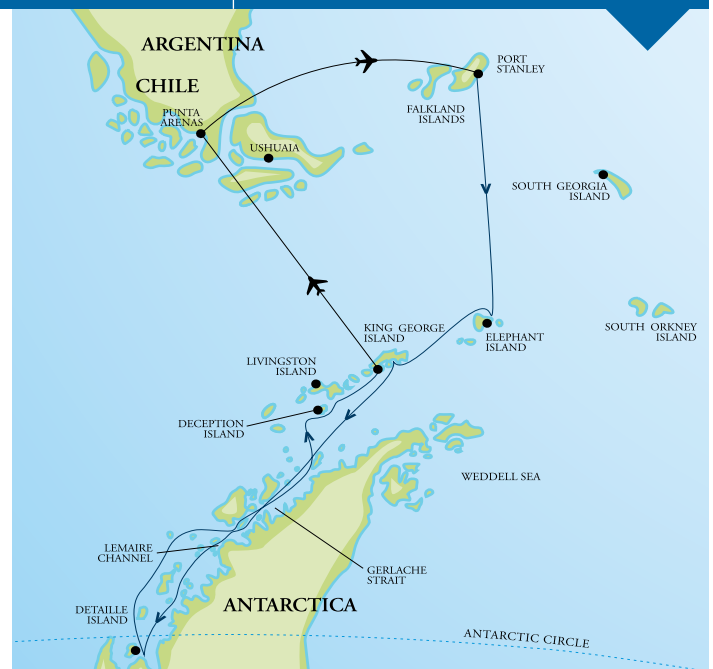 ARGENTINA
CHILE
PUNTA
ARENAS
USHUAIA
PORT
STANLEY
FALKLAND
ISLANDS
SOUTH GEORGIA
ISLAND
SOUTH ORKNEY
ISLAND
KING GEORGE
ISLAND
ELEPHANT
ISLAND
LIVINGSTON
ISLAND
DECEPTION
ISLAND
WEDDELL SEA
LEMAIRE
CHANNEL
GERLACHE
STRAIT
DETAILLE
ISLAND
ANTARCTICA
ANTARCTIC CIRCLE